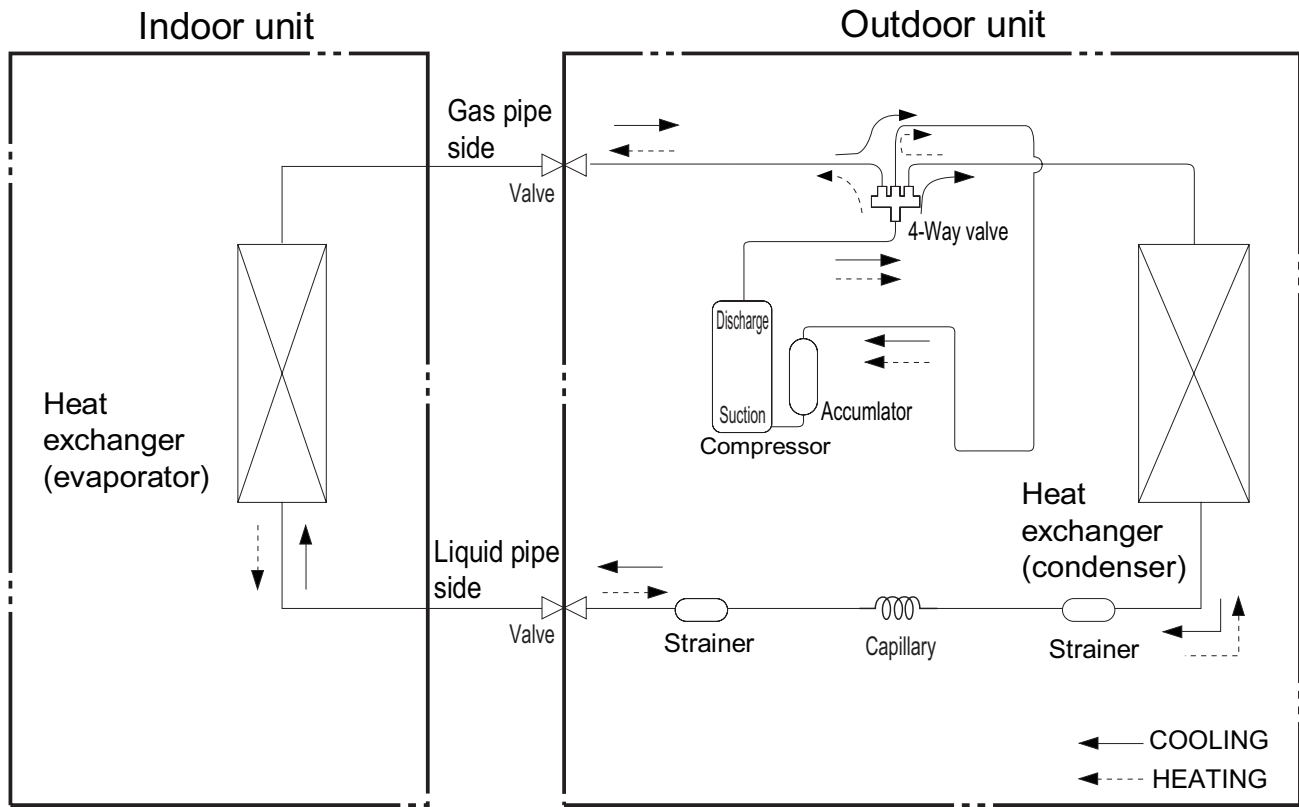 Indoor unit
Outdoor unit
Gas pipe
side
Valve
4-Way valve
Discharge
Suction
Compressor
Accumlator
Heat
exchanger
(evaporator)
Heat
exchanger
(condenser)
Liquid pipe
side
Valve
Strainer
Capillary
Strainer
COOLING
HEATING